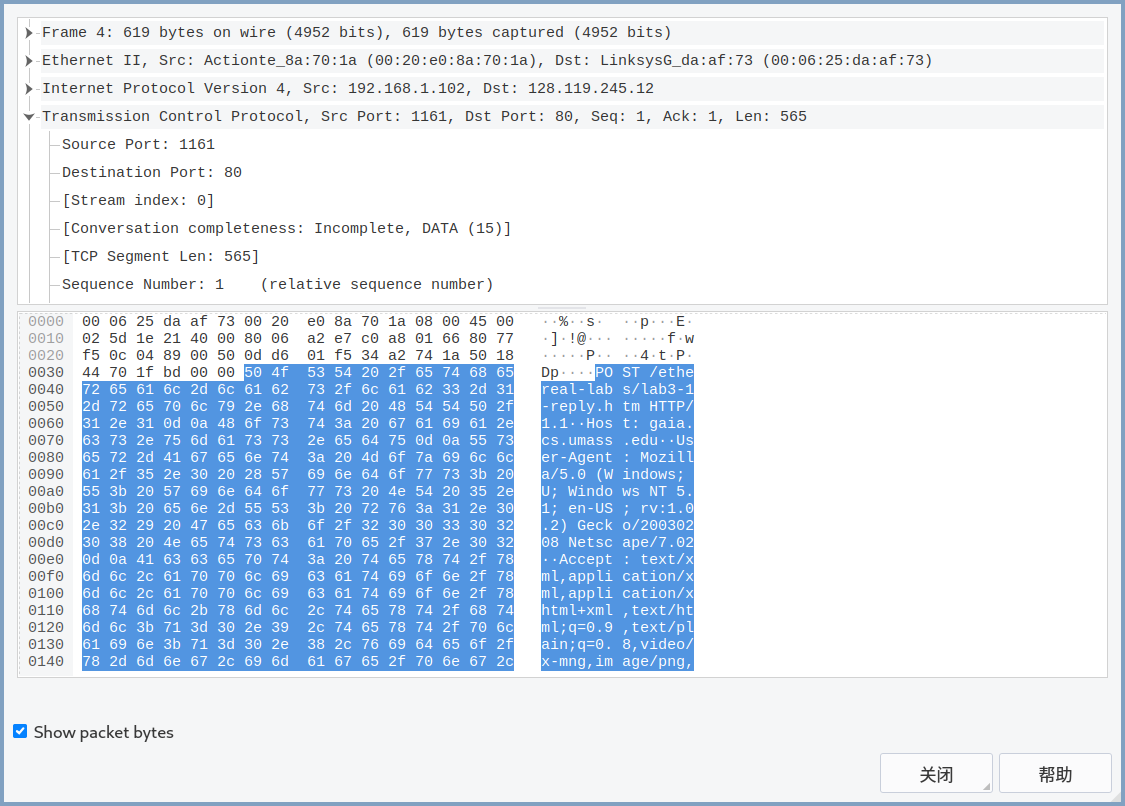 Frame 4: 619 bytes on wire (4952 bits), 619 bytes captured (4952 bits)
Ethernet II, Src: Actionte_8a:70:1a (00:20:e0:8a:70:1a), Dst: LinksysG_da:af:73 (00:06:25:da:af:73)
Internet Protocol Version 4, Src: 192.168.1.102, Dst: 128.119.245.12
Transmission Control Protocol, Src Port: 1161, Dst Port: 80, Seq: 1, Ack: 1, Len: 565
Source Port: 1161
Destination Port: 80
[Stream index: 0]
[Conversation completeness: Incomplete, DATA (15)]
[TCP Segment Len: 565]
Sequence Number: 1    (relative sequence number)
0000  00 06 25 da af 73 00 20  e0 8a 70 1a 08 00 45 00  ··%··s·  ··p···E·
0010  02 5d 1e 21 40 00 80 06  a2 e7 c0 a8 01 66 80 77  ·]·!@··· ·····f·w
0020  f5 0c 04 89 00 50 0d d6  01 f5 34 a2 74 1a 50 18  ·····P·· ··4·t·P·
0030  44 70 1f bd 00 00 50 4f  53 54 20 2f 65 74 68 65  Dp····PO ST /ethe
0040  72 65 61 6c 2d 6c 61 62  73 2f 6c 61 62 33 2d 31  real-lab s/lab3-1
0050  2d 72 65 70 6c 79 2e 68  74 6d 20 48 54 54 50 2f  -reply.h tm HTTP/
0060  31 2e 31 0d 0a 48 6f 73  74 3a 20 67 61 69 61 2e  1.1··Hos t: gaia.
0070  63 73 2e 75 6d 61 73 73  2e 65 64 75 0d 0a 55 73  cs.umass .edu··Us
0080  65 72 2d 41 67 65 6e 74  3a 20 4d 6f 7a 69 6c 6c  er-Agent : Mozill
0090  61 2f 35 2e 30 20 28 57  69 6e 64 6f 77 73 3b 20  a/5.0 (W indows; 
00a0  55 3b 20 57 69 6e 64 6f  77 73 20 4e 54 20 35 2e  U; Windo ws NT 5.
00b0  31 3b 20 65 6e 2d 55 53  3b 20 72 76 3a 31 2e 30  1; en-US ; rv:1.0
00c0  2e 32 29 20 47 65 63 6b  6f 2f 32 30 30 33 30 32  .2) Geck o/200302
00d0  30 38 20 4e 65 74 73 63  61 70 65 2f 37 2e 30 32  08 Netsc ape/7.02
00e0  0d 0a 41 63 63 65 70 74  3a 20 74 65 78 74 2f 78  ··Accept : text/x
00f0  6d 6c 2c 61 70 70 6c 69  63 61 74 69 6f 6e 2f 78  ml,appli cation/x
0100  6d 6c 2c 61 70 70 6c 69  63 61 74 69 6f 6e 2f 78  ml,appli cation/x
0110  68 74 6d 6c 2b 78 6d 6c  2c 74 65 78 74 2f 68 74  html+xml ,text/ht
0120  6d 6c 3b 71 3d 30 2e 39  2c 74 65 78 74 2f 70 6c  ml;q=0.9 ,text/pl
0130  61 69 6e 3b 71 3d 30 2e  38 2c 76 69 64 65 6f 2f  ain;q=0. 8,video/
0140  78 2d 6d 6e 67 2c 69 6d  61 67 65 2f 70 6e 67 2c  x-mng,im age/png,
Show packet bytes
关闭
帮助